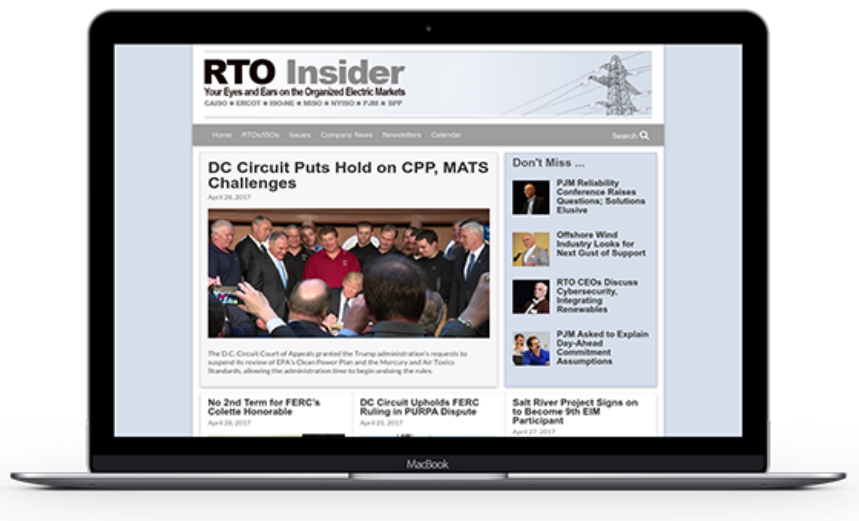 RTO Insider
Your Eyes and Ears on the Organized Electric Markets
CAISO ■ ERCOT ■ ISO-NE ■ MISO ■ NYISO ■ PJM ■ SPP
Home RTOs/ISOs Issues Company News Newsletters Calendar Search
DC Circuit Puts Hold on CPP, MATS
Challenges
April 28, 2017
The D.C. Circuit Court of Appeals granted the Trump administration's requests to
suspend its review of EPA's Clean Power Plan and the Mercury and Air Toxics
Standards, allowing the administration time to begin undoing the rules.
Don't Miss ...
PJM Reliability
Conference Raises
Questions; Solutions
Elusive
Offshore Wind
Industry Looks for
Next Gust of Support
RTO CEOs Discuss
Cybersecurity,
Integrating
Renewables
PJM Asked to Explain
Day-Ahead
Commitment
Assumptions
No 2nd Term for FERC's
Colette Honorable
April 28, 2017
DC Circuit Upholds FERC
Ruling in PURPA Dispute
April 25, 2017
Salt River Project Signs on
to Become 9th EIM
Participant
April 27, 2017
MacBook